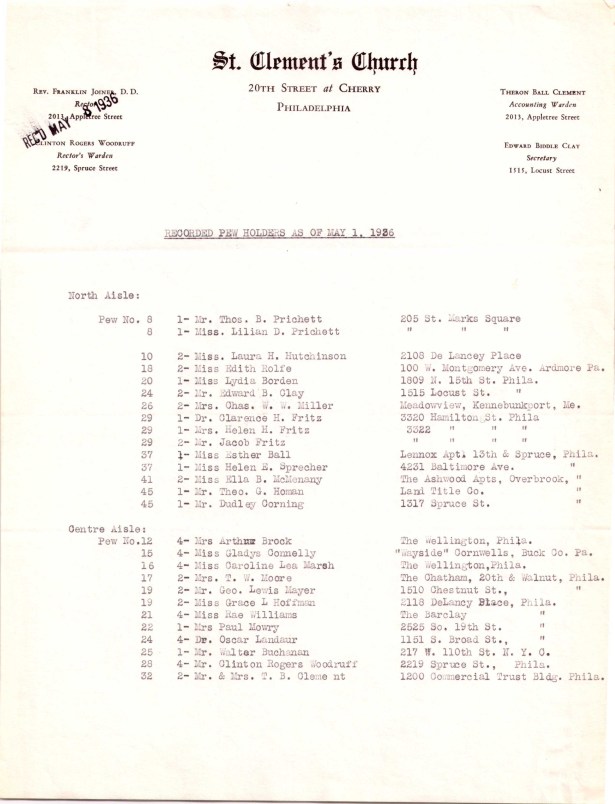 St. Clement's Church
20TH STREET at CHERRY
PHILADELPHIA
REV. FRANKLIN JOINER, D. D.
Rector
2013, Appletree Street
REC'D MAY 8 1936
CLINTON ROGERS WOODRUFF
Rector's Warden
2219, Spruce Street
THERON BALL CLEMENT
Accounting Warden
2013, Appletree Street
EDWARD BIDDLE CLAY
Secretary
1515, Locust Street
RECORDED PEW HOLDERS AS OF MAY 1, 1936
North Aisle:
Pew No. 8 1- Mr. Thos. B. Prichett 205 St. Marks Square
8 1- Miss. Lilian D. Prichett " " "
10 2- Miss. Laura H. Hutchinson 2108 De Lancey Place
18 2- Miss Edith Rolfe 100 W. Montgomery Ave. Ardmore Pa.
20 1- Miss Lydia Borden 1809 N. 15th St. Phila.
24 2- Mr. Edward B. Clay 1515 Locust St. "
26 2- Mrs. Chas. W. W. Miller Meadowview, Kennebunkport, Me.
29 1- Dr. Clarence H. Fritz 3320 Hamilton St. Phila
29 1- Mrs. Helen H. Fritz 3322 " " "
29 2- Mr. Jacob Fritz " " " "
37 1- Miss Esther Ball Lennox Apt. 13th & Spruce, Phila.
37 1- Miss Helen E. Sprecher 4231 Baltimore Ave. "
41 2- Miss Ella B. McMenany The Ashwood Apts, Overbrook, "
45 1- Mr. Theo. G. Homan Land Title Co. "
45 1- Mr. Dudley Corning 1317 Spruce St. "
Centre Aisle:
Pew No.12 4- Mrs Arthur Brock The Wellington, Phila.
15 4- Miss Gladys Connelly "Wayside" Cornwells, Buck Co. Pa.
16 4- Miss Caroline Lea Marsh The Wellington,Phila.
17 2- Mrs. T. W. Moore The Chatham, 20th & Walnut, Phila.
19 2- Mr. Geo. Lewis Mayer 1510 Chestnut St., "
19 2- Miss Grace L Hoffman 2118 DeLancy Place, Phila.
21 4- Miss Rae Williams The Barclay "
22 1- Mrs Paul Mowry 2525 So. 19th St. "
24 4- Dr. Oscar Landaur 1151 S. Broad St., "
25 1- Mr. Walter Buchanan 217 W. 110th St. N. Y. C.
28 4- Mr. Clinton Rogers Woodruff 2219 Spruce St., Phila.
32 2- Mr. & Mrs. T. B. Cleme nt 1200 Commercial Trust Bldg. Phila.